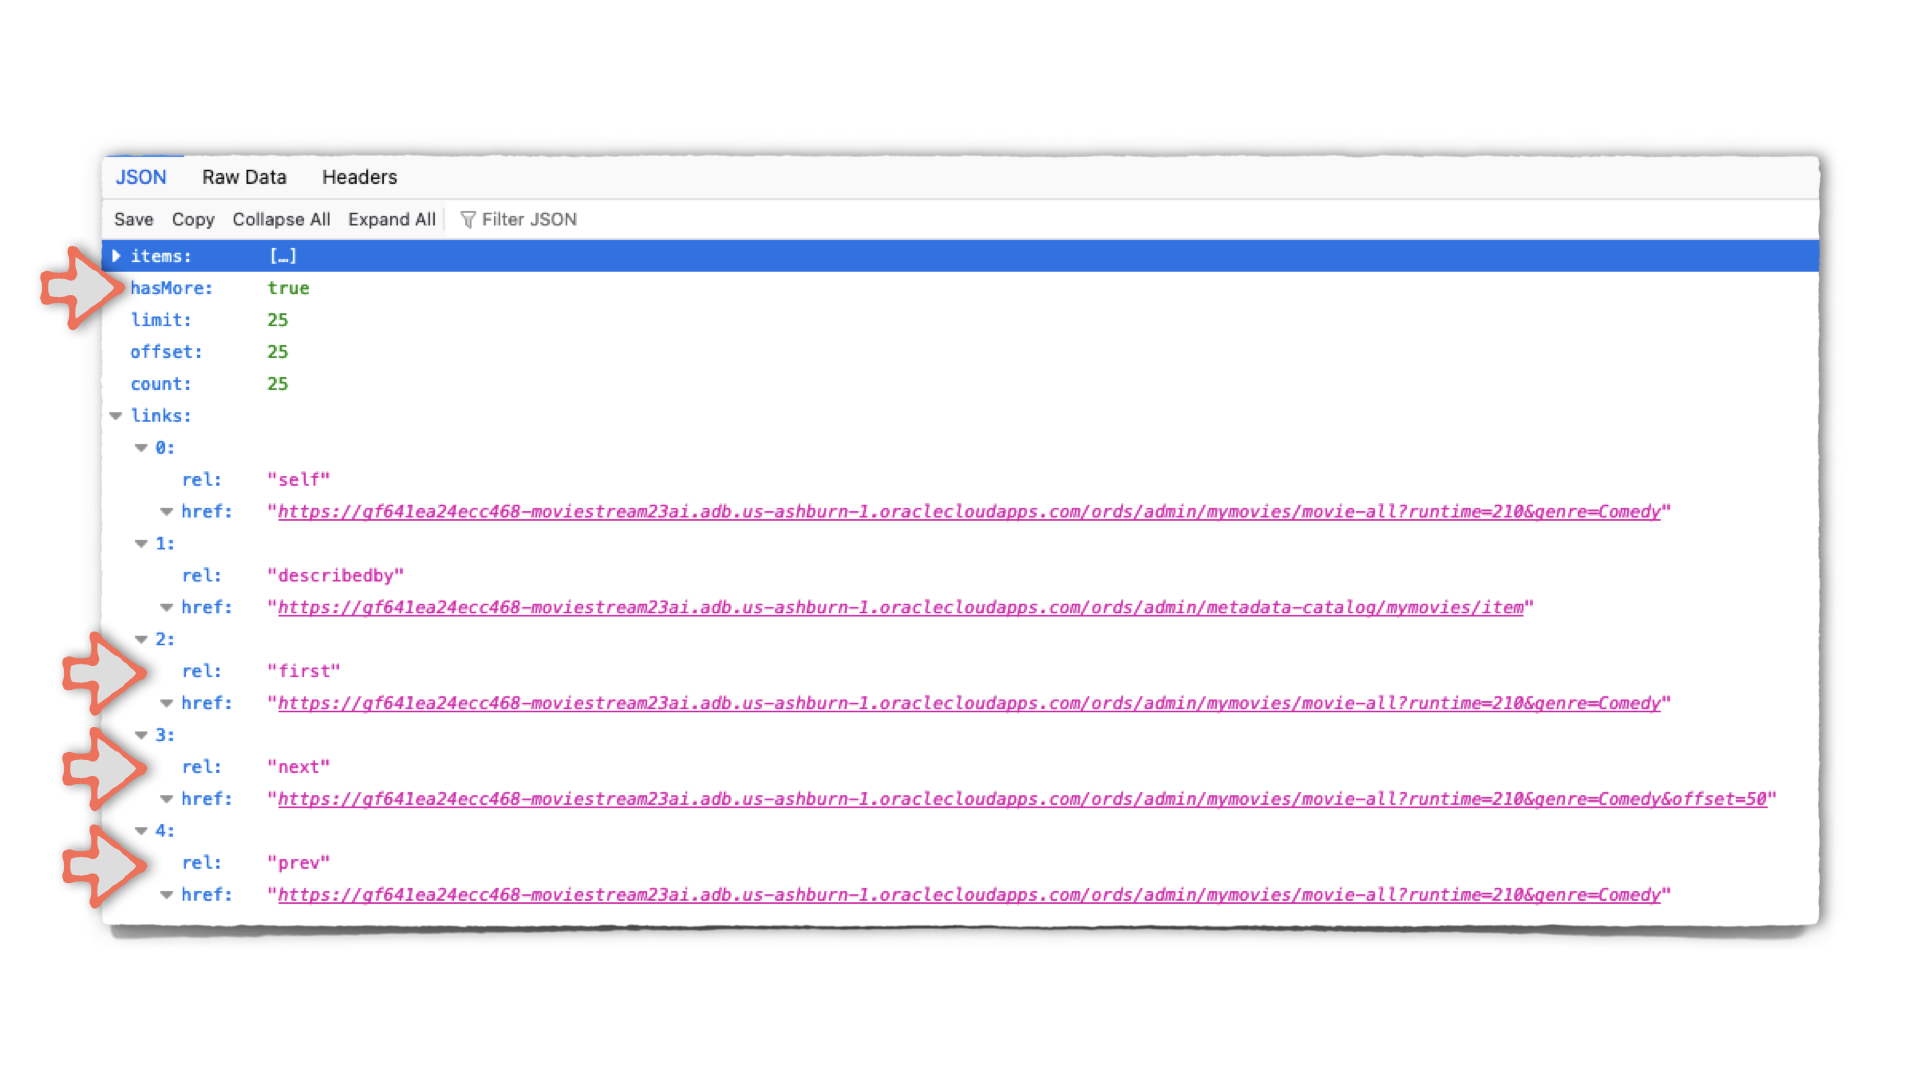 JSON Raw Data Headers
Save Copy Collapse All Expand All Filter JSON
items: […]
hasMore: true
limit: 25
offset: 25
count: 25
links:
0:
rel: "self"
href: "https://gf641ea24ecc468-moviestream23ai.adb.us-ashburn-1.oraclecloudapps.com/ords/admin/mymovies/movie-all?runtime=210&genre=Comedy"
1:
rel: "describedby"
href: "https://gf641ea24ecc468-moviestream23ai.adb.us-ashburn-1.oraclecloudapps.com/ords/admin/metadata-catalog/mymovies/item"
2:
rel: "first"
href: "https://gf641ea24ecc468-moviestream23ai.adb.us-ashburn-1.oraclecloudapps.com/ords/admin/mymovies/movie-all?runtime=210&genre=Comedy"
3:
rel: "next"
href: "https://gf641ea24ecc468-moviestream23ai.adb.us-ashburn-1.oraclecloudapps.com/ords/admin/mymovies/movie-all?runtime=210&genre=Comedy&offset=50"
4:
rel: "prev"
href: "https://gf641ea24ecc468-moviestream23ai.adb.us-ashburn-1.oraclecloudapps.com/ords/admin/mymovies/movie-all?runtime=210&genre=Comedy"